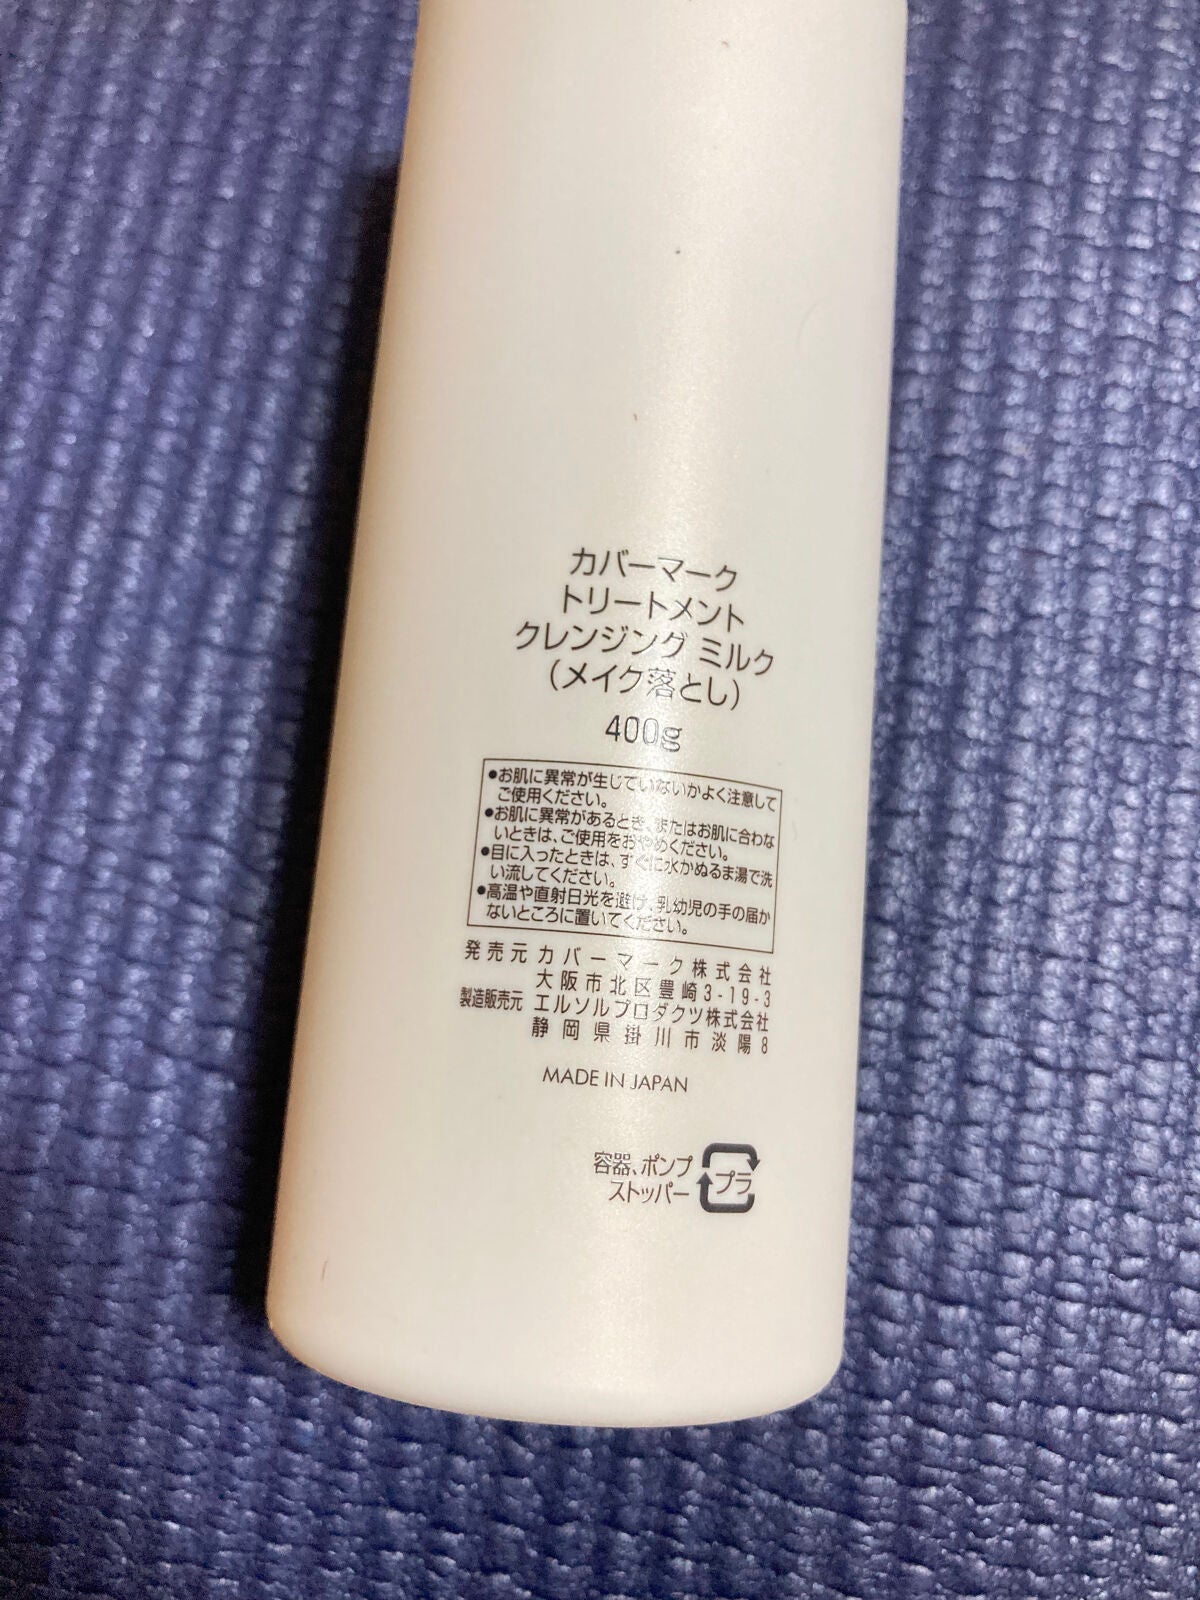 カバーマーク
トリートメント
クレンジング ミルク
（メイク落とし）
400g
●お肌に異常が生じていないかよく注意して
ご使用ください。
●お肌に異常があるとき、またはお肌に合わな
いときは、ご使用をおやめください。
●目に入ったときは、すぐに水かぬるま湯で洗
い流してください。
●高温や直射日光を避け、乳幼児の手の届か
ないところに置いてください。
発売元 カバーマーク株式会社
大阪市北区豊崎3-19-3
製造販売元 エルソルプロダクツ株式会社
静岡県掛川市淡陽8
MADE IN JAPAN
容器、ポンプ
ストッパー
プラ